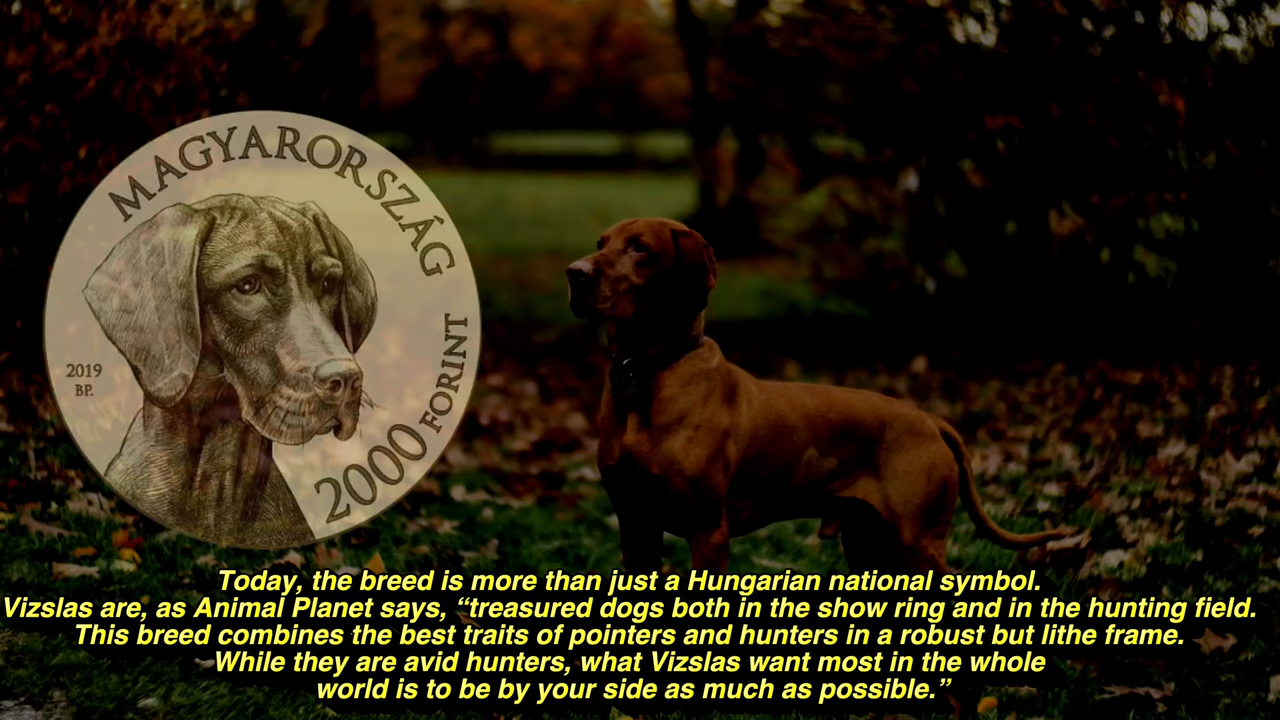 MAGYARORSZÁG
2019
BP.
2000 FORINT
Today, the breed is more than just a Hungarian national symbol.
Vizslas are, as Animal Planet says, “treasured dogs both in the show ring and in the hunting field.
This breed combines the best traits of pointers and hunters in a robust but lithe frame.
While they are avid hunters, what Vizslas want most in the whole
world is to be by your side as much as possible.”